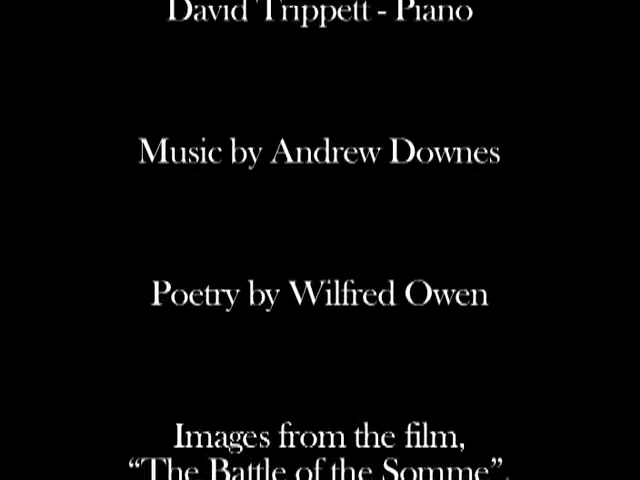 David Trippett - Piano
Music by Andrew Downes
Poetry by Wilfred Owen
Images from the film,
“The Battle of the Somme”.